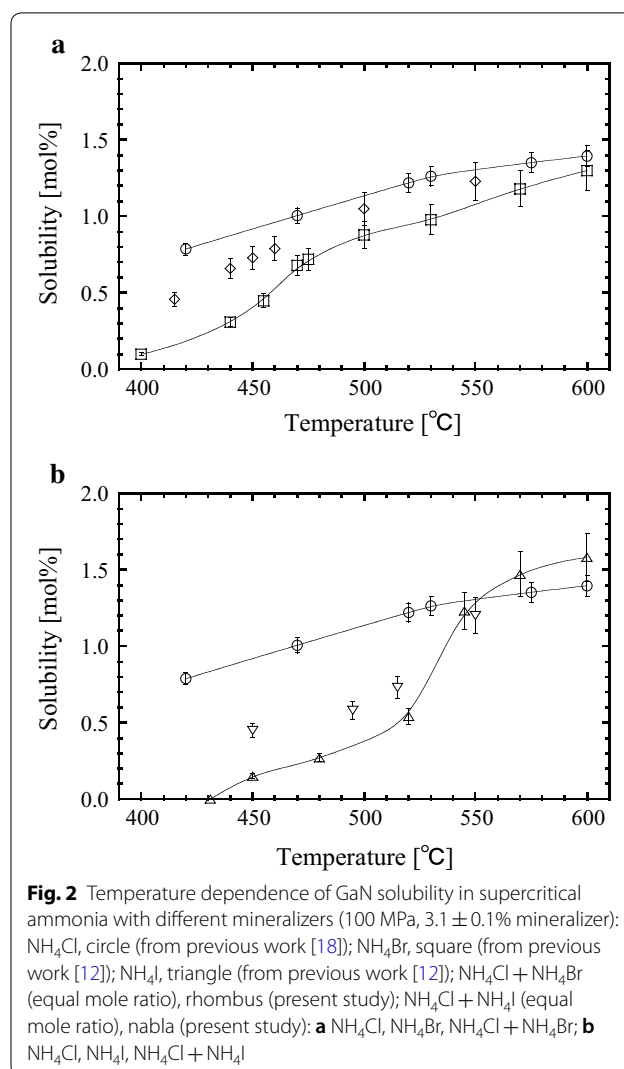 a
2.0
1.5
1.0
0.5
0.0
Solubility [mol%]
400 450 500 550 600
Temperature [℃]
b
2.0
1.5
1.0
0.5
0.0
Solubility [mol%]
400 450 500 550 600
Temperature [℃]
Fig. 2 Temperature dependence of GaN solubility in supercritical
ammonia with different mineralizers (100 MPa, 3.1 ± 0.1% mineralizer):
NH₄Cl, circle (from previous work [18]); NH₄Br, square (from previous
work [12]); NH₄I, triangle (from previous work [12]); NH₄Cl + NH₄Br
(equal mole ratio), rhombus (present study); NH₄Cl + NH₄I (equal
mole ratio), nabla (present study): a NH₄Cl, NH₄Br, NH₄Cl + NH₄Br; b
NH₄Cl, NH₄I, NH₄Cl + NH₄I